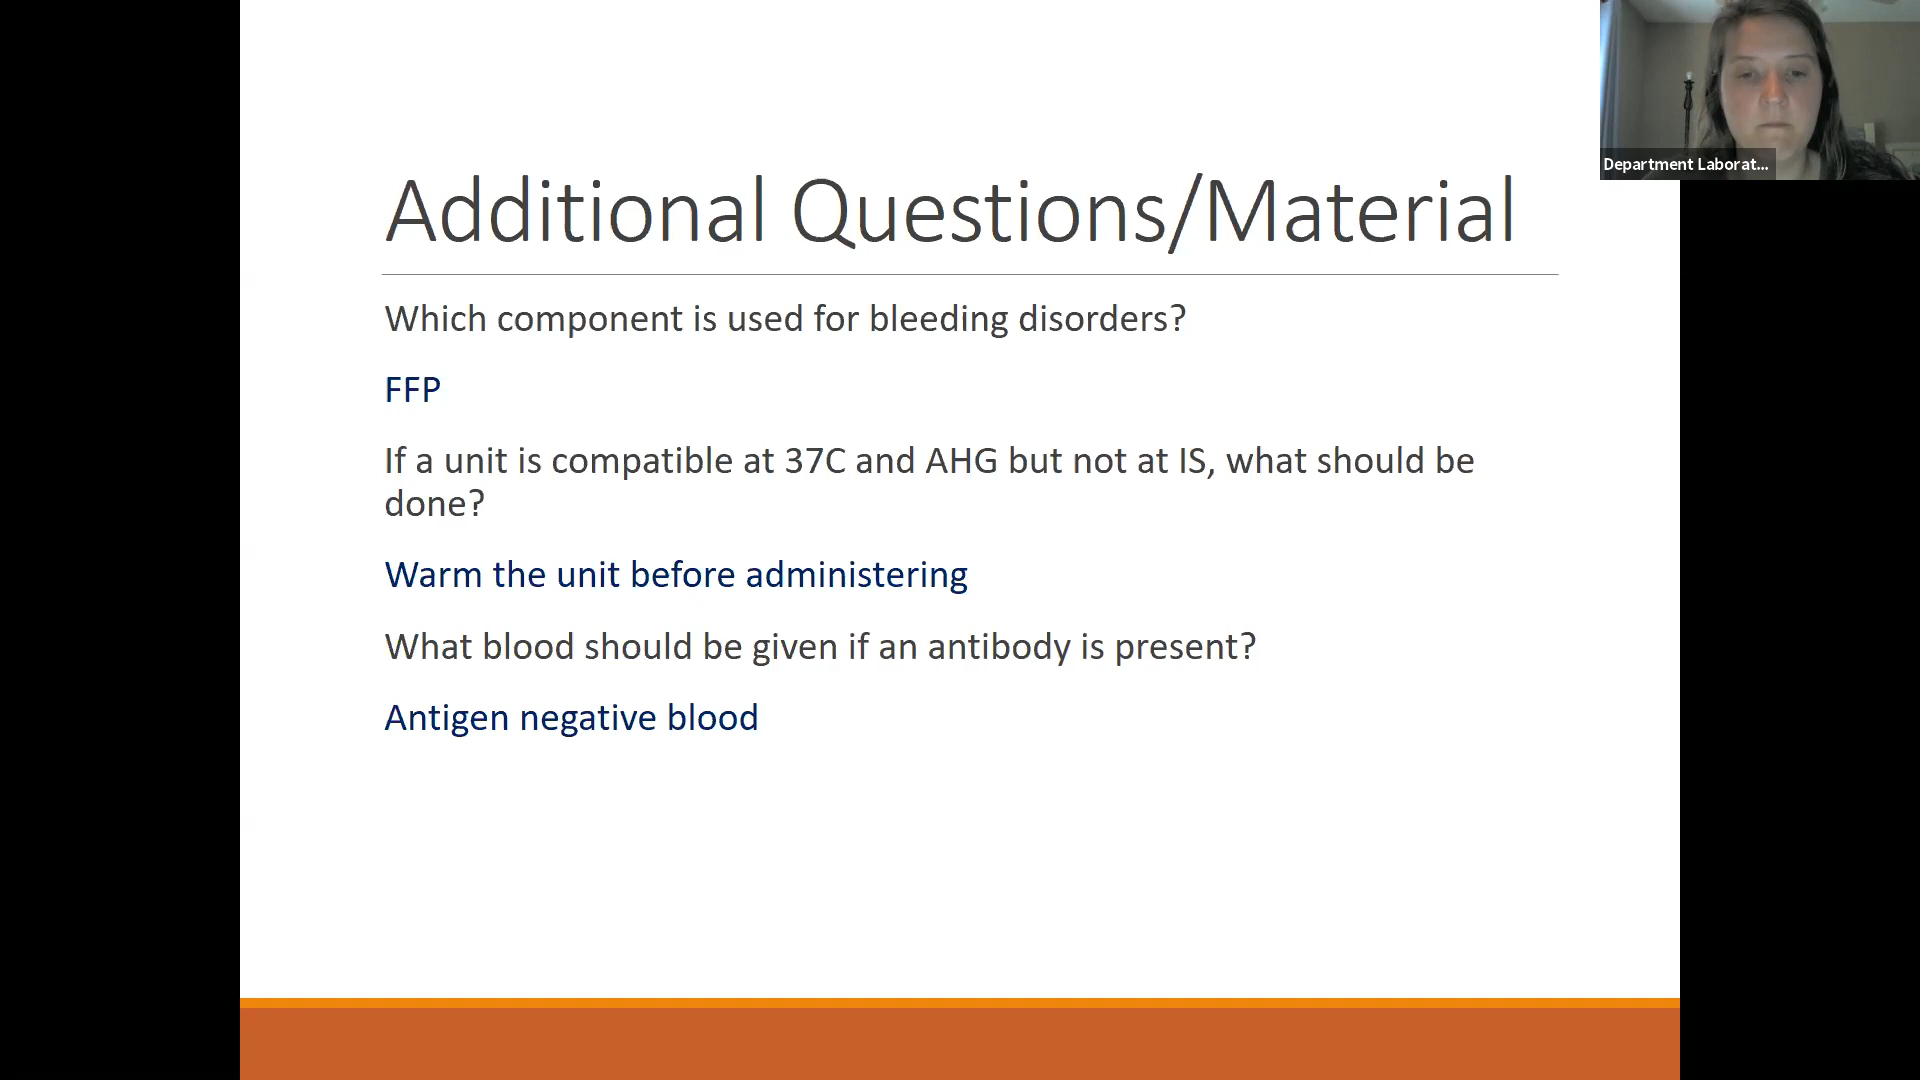 Department Laborat...
Additional Questions/Material
Which component is used for bleeding disorders?
FFP
If a unit is compatible at 37C and AHG but not at IS, what should be
done?
Warm the unit before administering
What blood should be given if an antibody is present?
Antigen negative blood